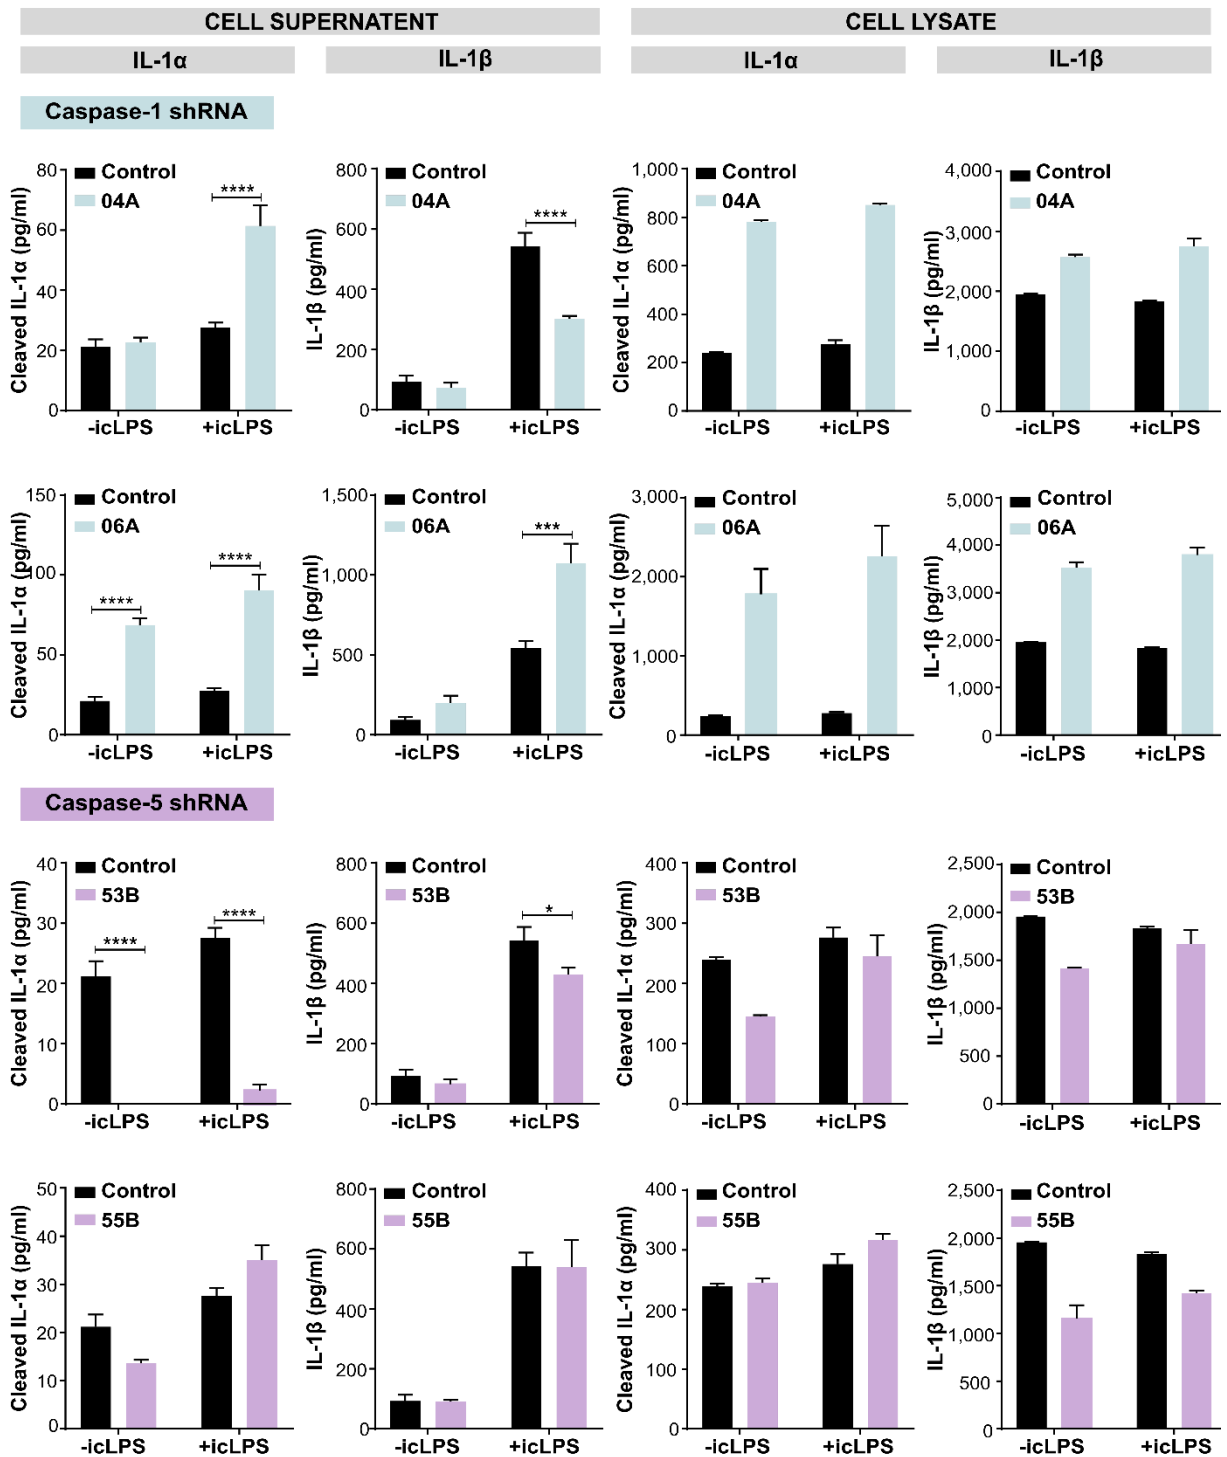 CELL SUPERNATENT
CELL LYSATE
IL-1α
IL-1β
IL-1α
IL-1β
Caspase-1 shRNA
Cleaved IL-1α (pg/ml)
80
60
40
20
0
Control
04A
****
-icLPS
+icLPS
IL-1β (pg/ml)
800
600
400
200
0
Control
04A
****
-icLPS
+icLPS
Cleaved IL-1α (pg/ml)
1,000
800
600
400
200
0
Control
04A
-icLPS
+icLPS
IL-1β (pg/ml)
4,000
3,000
2,000
1,000
0
Control
04A
-icLPS
+icLPS
Cleaved IL-1α (pg/ml)
150
100
50
0
Control
06A
****
****
-icLPS
+icLPS
IL-1β (pg/ml)
1,500
1,000
500
0
Control
06A
***
-icLPS
+icLPS
Cleaved IL-1α (pg/ml)
3,000
2,000
1,000
0
Control
06A
-icLPS
+icLPS
IL-1β (pg/ml)
5,000
4,000
3,000
2,000
1,000
0
Control
06A
-icLPS
+icLPS
Caspase-5 shRNA
Cleaved IL-1α (pg/ml)
40
30
20
10
0
Control
53B
****
****
-icLPS
+icLPS
IL-1β (pg/ml)
800
600
400
200
0
Control
53B
*
-icLPS
+icLPS
Cleaved IL-1α (pg/ml)
400
300
200
100
0
Control
53B
-icLPS
+icLPS
IL-1β (pg/ml)
2,500
2,000
1,500
1,000
500
0
Control
53B
-icLPS
+icLPS
Cleaved IL-1α (pg/ml)
50
40
30
20
10
0
Control
55B
-icLPS
+icLPS
IL-1β (pg/ml)
800
600
400
200
0
Control
55B
-icLPS
+icLPS
Cleaved IL-1α (pg/ml)
400
300
200
100
0
Control
55B
-icLPS
+icLPS
IL-1β (pg/ml)
2,500
2,000
1,500
1,000
500
0
Control
55B
-icLPS
+icLPS